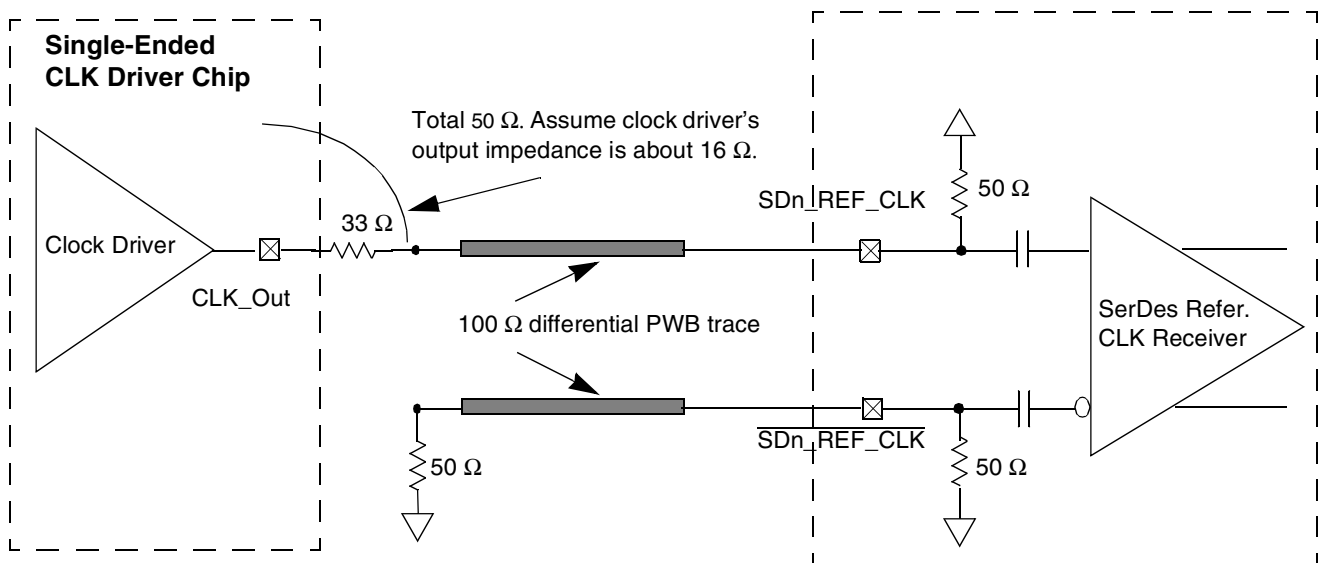 Single-Ended
CLK Driver Chip
Total 50 Ω. Assume clock driver's
output impedance is about 16 Ω.
SDn_REF_CLK
50 Ω
33 Ω
Clock Driver
CLK_Out
100 Ω differential PWB trace
SerDes Refer.
CLK Receiver
SDn_REF_CLK
50 Ω
50 Ω